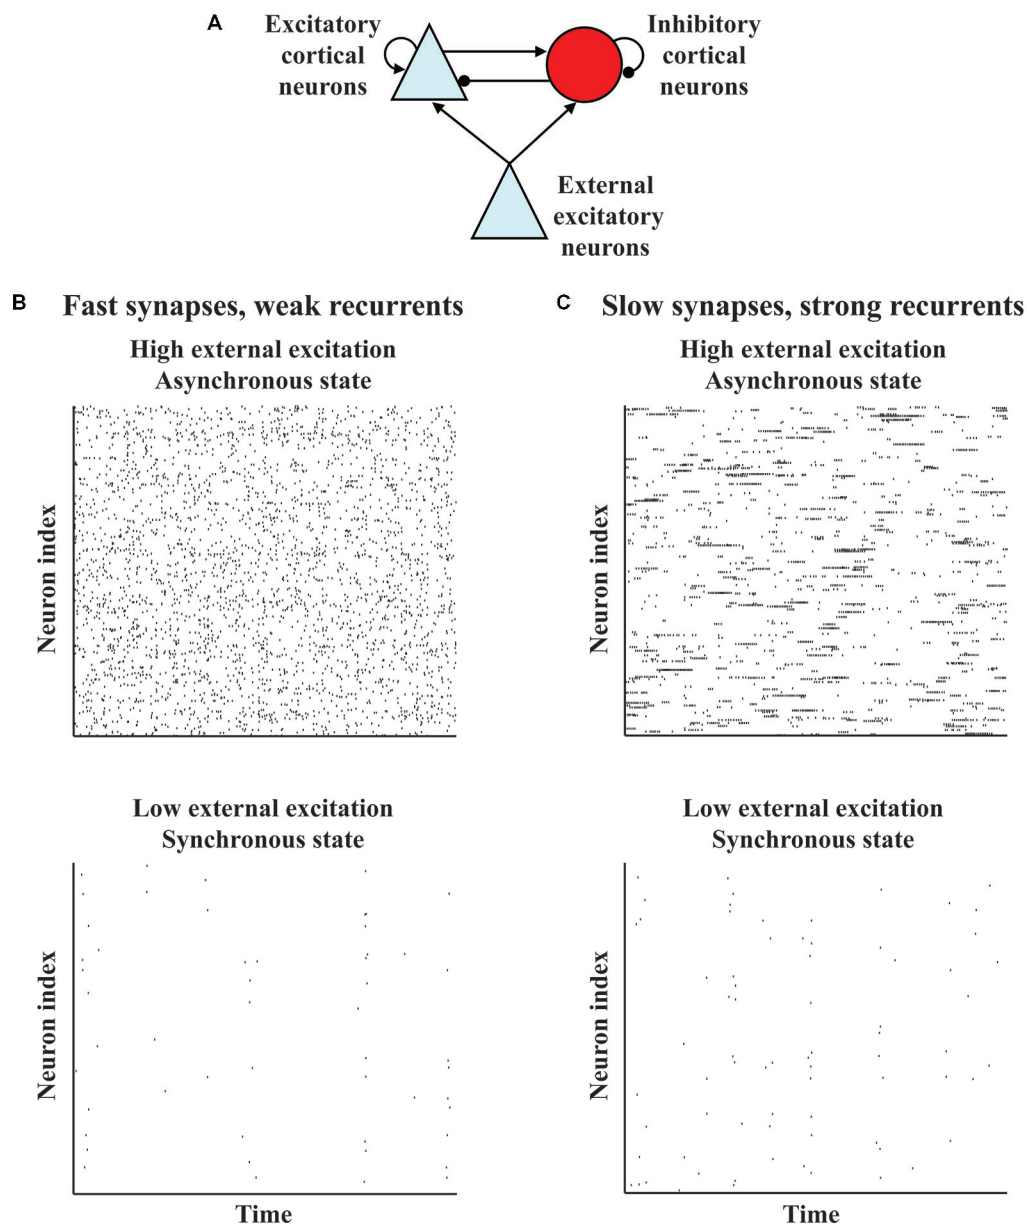 A
Excitatory
cortical
neurons
Inhibitory
cortical
neurons
External
excitatory
neurons
B
Fast synapses, weak recurrents
High external excitation
Asynchronous state
Neuron index
Low external excitation
Synchronous state
Neuron index
Time
C
Slow synapses, strong recurrents
High external excitation
Asynchronous state
Neuron index
Low external excitation
Synchronous state
Neuron index
Time